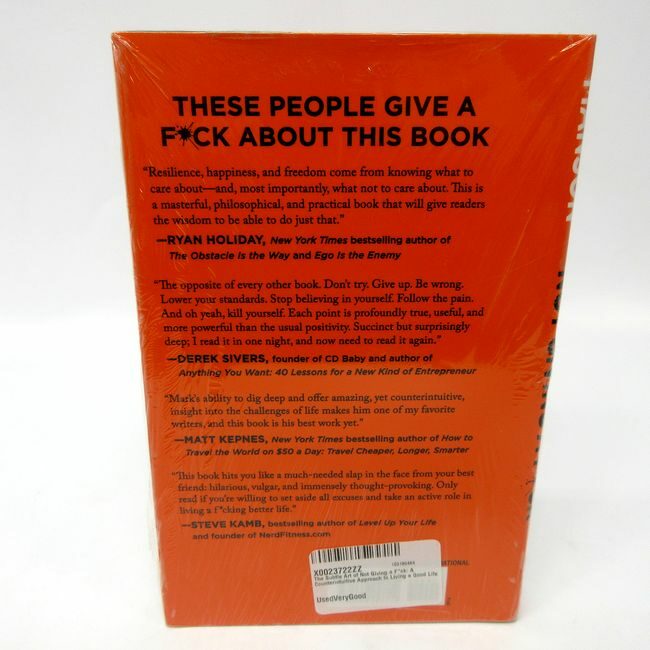 THESE PEOPLE GIVE A
F*CK ABOUT THIS BOOK
“Resilience, happiness, and freedom come from knowing what to
care about—and, most importantly, what not to care about. This is
a masterful, philosophical, and practical book that will give readers
the wisdom to be able to do just that.”
—RYAN HOLIDAY, New York Times bestselling author of
The Obstacle Is the Way and Ego Is the Enemy
“The opposite of every other book. Don’t try. Give up. Be wrong.
Lower your standards. Stop believing in yourself. Follow the pain.
And oh yeah, kill yourself. Each point is profoundly true, useful, and
more powerful than the usual positivity. Succinct but surprisingly
deep; I read it in one night, and now need to read it again.”
—DEREK SIVERS, founder of CD Baby and author of
Anything You Want: 40 Lessons for a New Kind of Entrepreneur
“Mark’s ability to dig deep and offer amazing, yet counterintuitive,
insight into the challenges of life makes him one of my favorite
writers, and this book is his best work yet.”
—MATT KEPNES, New York Times bestselling author of How to
Travel the World on $50 a Day: Travel Cheaper, Longer, Smarter
“This book hits you like a much-needed slap in the face from your best
friend: hilarious, vulgar, and immensely thought-provoking. Only
read if you’re willing to set aside all excuses and take an active role in
living a f*cking better life.”
—STEVE KAMB, bestselling author of Level Up Your Life
and founder of NerdFitness.com
X0023722ZZ
The Subtle Art of Not Giving a F*ck: A
Counterintuitive Approach to Living a Good Life
UsedVeryGood
MANSON